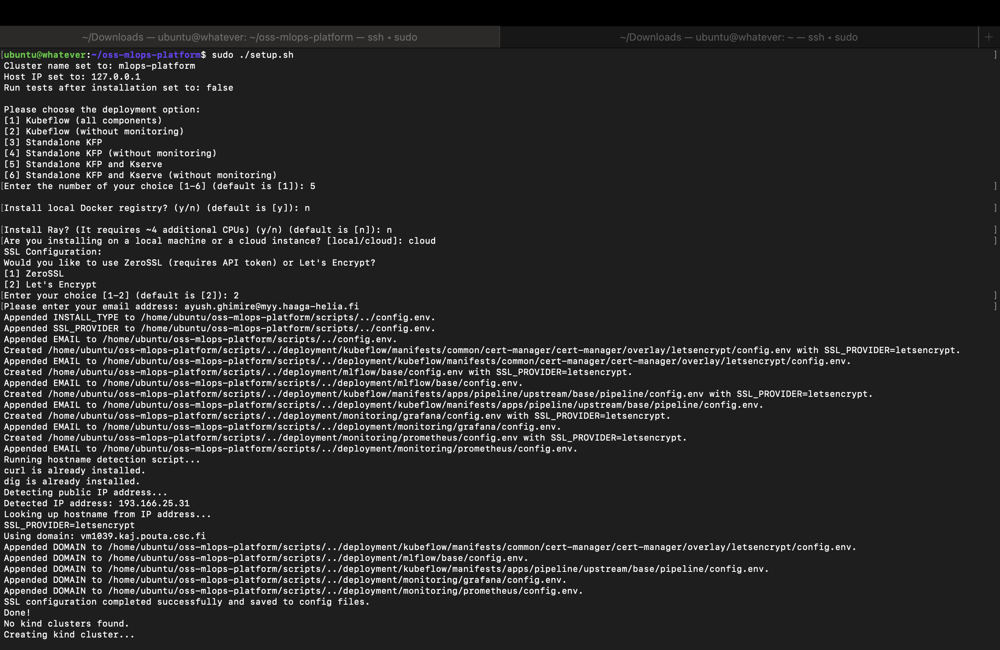 ~/Downloads — ubuntu@whatever: ~/oss-mlops-platform — ssh ◂ sudo
~/Downloads — ubuntu@whatever: ~ — ssh ◂ sudo
+
[ubuntu@whatever:~/oss-mlops-platform$ sudo ./setup.sh ]
Cluster name set to: mlops-platform
Host IP set to: 127.0.0.1
Run tests after installation set to: false
Please choose the deployment option:
[1] Kubeflow (all components)
[2] Kubeflow (without monitoring)
[3] Standalone KFP
[4] Standalone KFP (without monitoring)
[5] Standalone KFP and Kserve
[6] Standalone KFP and Kserve (without monitoring)
[Enter the number of your choice [1-6] (default is [1]): 5 ]
[Install local Docker registry? (y/n) (default is [y]): n ]
[Install Ray? (It requires ~4 additional CPUs) (y/n) (default is [n]): n ]
[Are you installing on a local machine or a cloud instance? [local/cloud]: cloud ]
SSL Configuration:
Would you like to use ZeroSSL (requires API token) or Let's Encrypt?
[1] ZeroSSL
[2] Let's Encrypt
[Enter your choice [1-2] (default is [2]): 2 ]
[Please enter your email address: ayush.ghimire@myy.haaga-helia.fi ]
Appended INSTALL_TYPE to /home/ubuntu/oss-mlops-platform/scripts/../config.env.
Appended SSL_PROVIDER to /home/ubuntu/oss-mlops-platform/scripts/../config.env.
Appended EMAIL to /home/ubuntu/oss-mlops-platform/scripts/../config.env.
Created /home/ubuntu/oss-mlops-platform/scripts/../deployment/kubeflow/manifests/common/cert-manager/cert-manager/overlay/letsencrypt/config.env with SSL_PROVIDER=letsencrypt.
Appended EMAIL to /home/ubuntu/oss-mlops-platform/scripts/../deployment/kubeflow/manifests/common/cert-manager/cert-manager/overlay/letsencrypt/config.env.
Created /home/ubuntu/oss-mlops-platform/scripts/../deployment/mlflow/base/config.env with SSL_PROVIDER=letsencrypt.
Appended EMAIL to /home/ubuntu/oss-mlops-platform/scripts/../deployment/mlflow/base/config.env.
Created /home/ubuntu/oss-mlops-platform/scripts/../deployment/kubeflow/manifests/apps/pipeline/upstream/base/pipeline/config.env with SSL_PROVIDER=letsencrypt.
Appended EMAIL to /home/ubuntu/oss-mlops-platform/scripts/../deployment/kubeflow/manifests/apps/pipeline/upstream/base/pipeline/config.env.
Created /home/ubuntu/oss-mlops-platform/scripts/../deployment/monitoring/grafana/config.env with SSL_PROVIDER=letsencrypt.
Appended EMAIL to /home/ubuntu/oss-mlops-platform/scripts/../deployment/monitoring/grafana/config.env.
Created /home/ubuntu/oss-mlops-platform/scripts/../deployment/monitoring/prometheus/config.env with SSL_PROVIDER=letsencrypt.
Appended EMAIL to /home/ubuntu/oss-mlops-platform/scripts/../deployment/monitoring/prometheus/config.env.
Running hostname detection script...
curl is already installed.
dig is already installed.
Detecting public IP address...
Detected IP address: 193.166.25.31
Looking up hostname from IP address...
SSL_PROVIDER=letsencrypt
Using domain: vm1039.kaj.pouta.csc.fi
Appended DOMAIN to /home/ubuntu/oss-mlops-platform/scripts/../deployment/kubeflow/manifests/common/cert-manager/cert-manager/overlay/letsencrypt/config.env.
Appended DOMAIN to /home/ubuntu/oss-mlops-platform/scripts/../deployment/mlflow/base/config.env.
Appended DOMAIN to /home/ubuntu/oss-mlops-platform/scripts/../deployment/kubeflow/manifests/apps/pipeline/upstream/base/pipeline/config.env.
Appended DOMAIN to /home/ubuntu/oss-mlops-platform/scripts/../deployment/monitoring/grafana/config.env.
Appended DOMAIN to /home/ubuntu/oss-mlops-platform/scripts/../deployment/monitoring/prometheus/config.env.
SSL configuration completed successfully and saved to config files.
Done!
No kind clusters found.
Creating kind cluster...